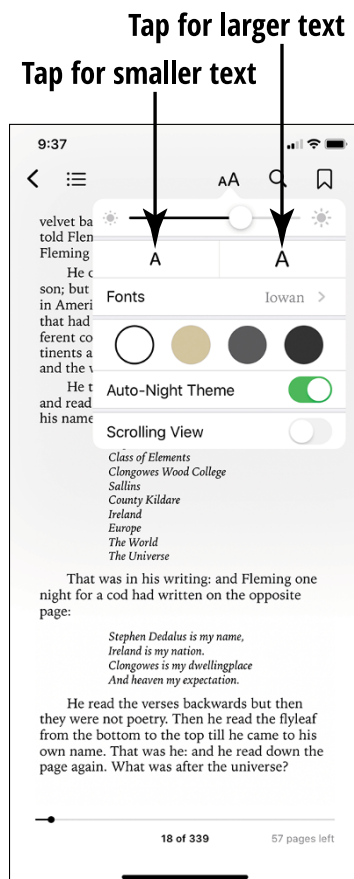 Tap for larger text
Tap for smaller text
9:37
AA
velvet ba
told Flem
Fleming
A
A
He c
son; but
in Ameri
that had
ferent co
tinents a
and the v
He t
and read
his name
Fonts
Iowan >
Auto-Night Theme
Scrolling View
Class of Elements
Clongowes Wood College
Sallins
County Kildare
Ireland
Europe
The World
The Universe
That was in his writing: and Fleming one
night for a cod had written on the opposite
page:
Stephen Dedalus is my name,
Ireland is my nation.
Clongowes is my dwellingplace
And heaven my expectation.
He read the verses backwards but then
they were not poetry. Then he read the flyleaf
from the bottom to the top till he came to his
own name. That was he: and he read down the
page again. What was after the universe?
18 of 339
57 pages left